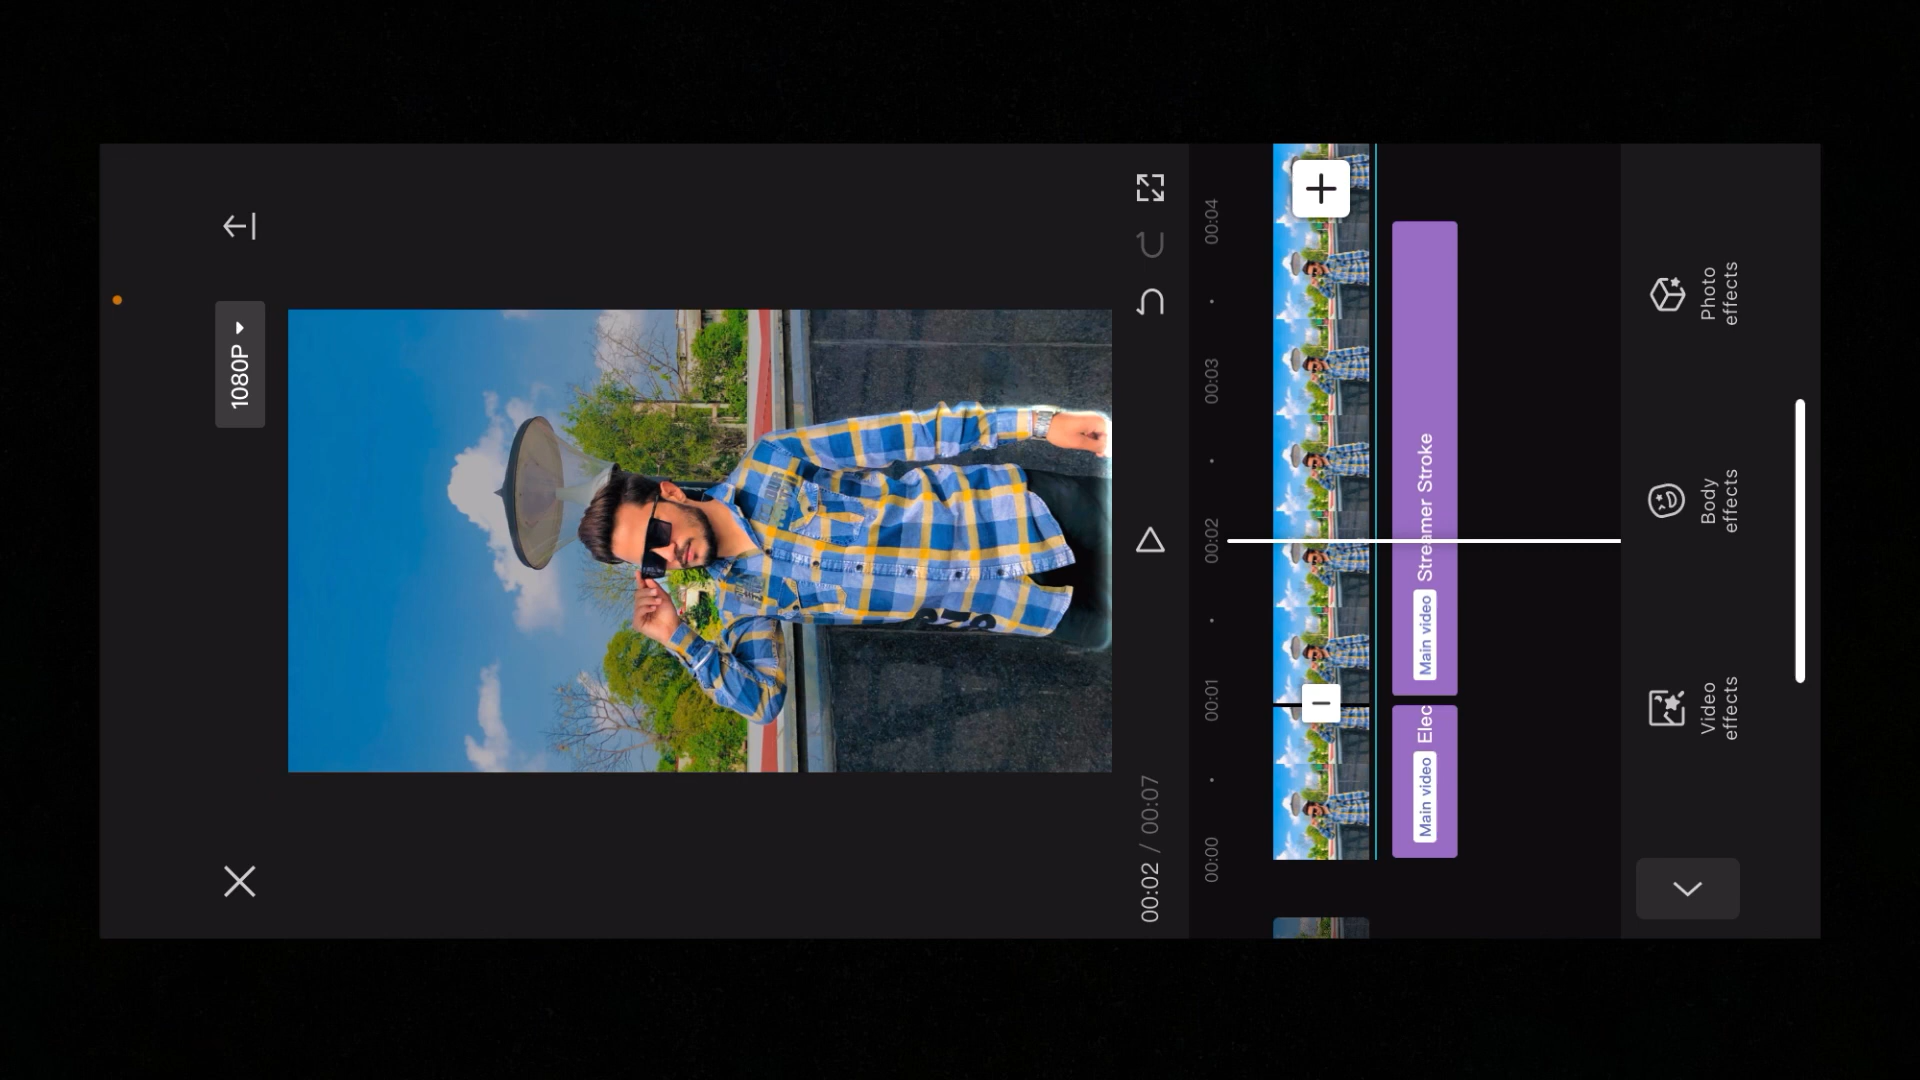 1080P
00:02 / 00:07
00:00
00:01
00:02
00:03
00:04
Main video Elec
Main video Streamer Stroke
Video
effects
Body
effects
Photo
effects